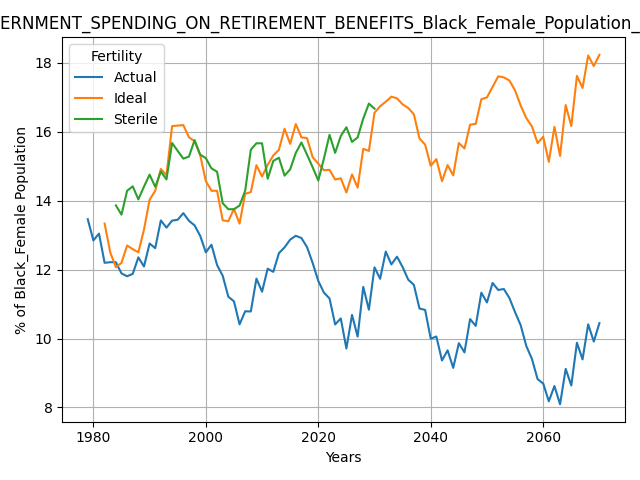 ERNMENT_SPENDING_ON_RETIREMENT_BENEFITS_Black_Female_Population_
Fertility
Actual
Ideal
Sterile
% of Black_Female Population
18
16
14
12
10
8
1980 2000 2020 2040 2060
Years